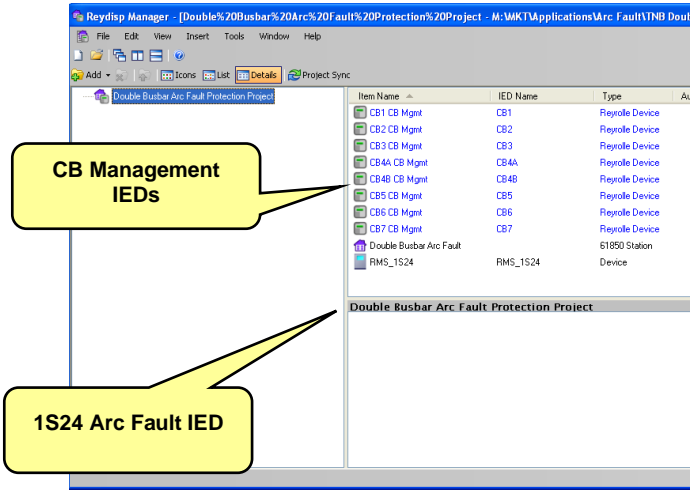 Reydisp Manager - [Double%20Busbar%20Arc%20Fault%20Protection%20Project - M:\MKT\Applications\Arc Fault\TNB Doub
File Edit View Insert Tools Window Help
Add Icons List Details Project Sync
Double Busbar Arc Fault Protection Project
Item Name IED Name Type Au
CB1 CB Mgmt CB1 Reyrolle Device
CB2 CB Mgmt CB2 Reyrolle Device
CB3 CB Mgmt CB3 Reyrolle Device
CB4A CB Mgmt CB4A Reyrolle Device
CB4B CB Mgmt CB4B Reyrolle Device
CB5 CB Mgmt CB5 Reyrolle Device
CB6 CB Mgmt CB6 Reyrolle Device
CB7 CB Mgmt CB7 Reyrolle Device
Double Busbar Arc Fault 61850 Station
RMS_1S24 RMS_1S24 Device
CB Management
IEDs
Double Busbar Arc Fault Protection Project
1S24 Arc Fault IED